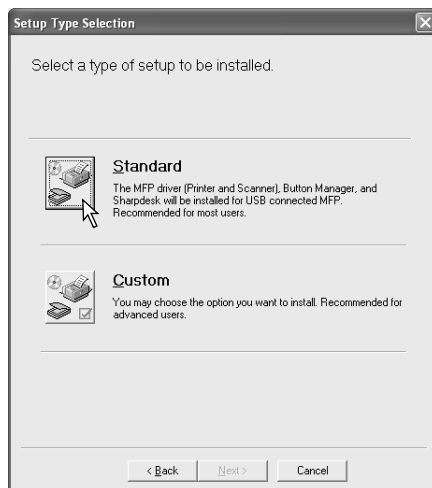 Setup Type Selection
Select a type of setup to be installed.
Standard
The MFP driver (Printer and Scanner), Button Manager, and
Sharpdesk will be installed for USB connected MFP.
Recommended for most users.
Custom
You may choose the option you want to install. Recommended for
advanced users.
< Back
Next >
Cancel